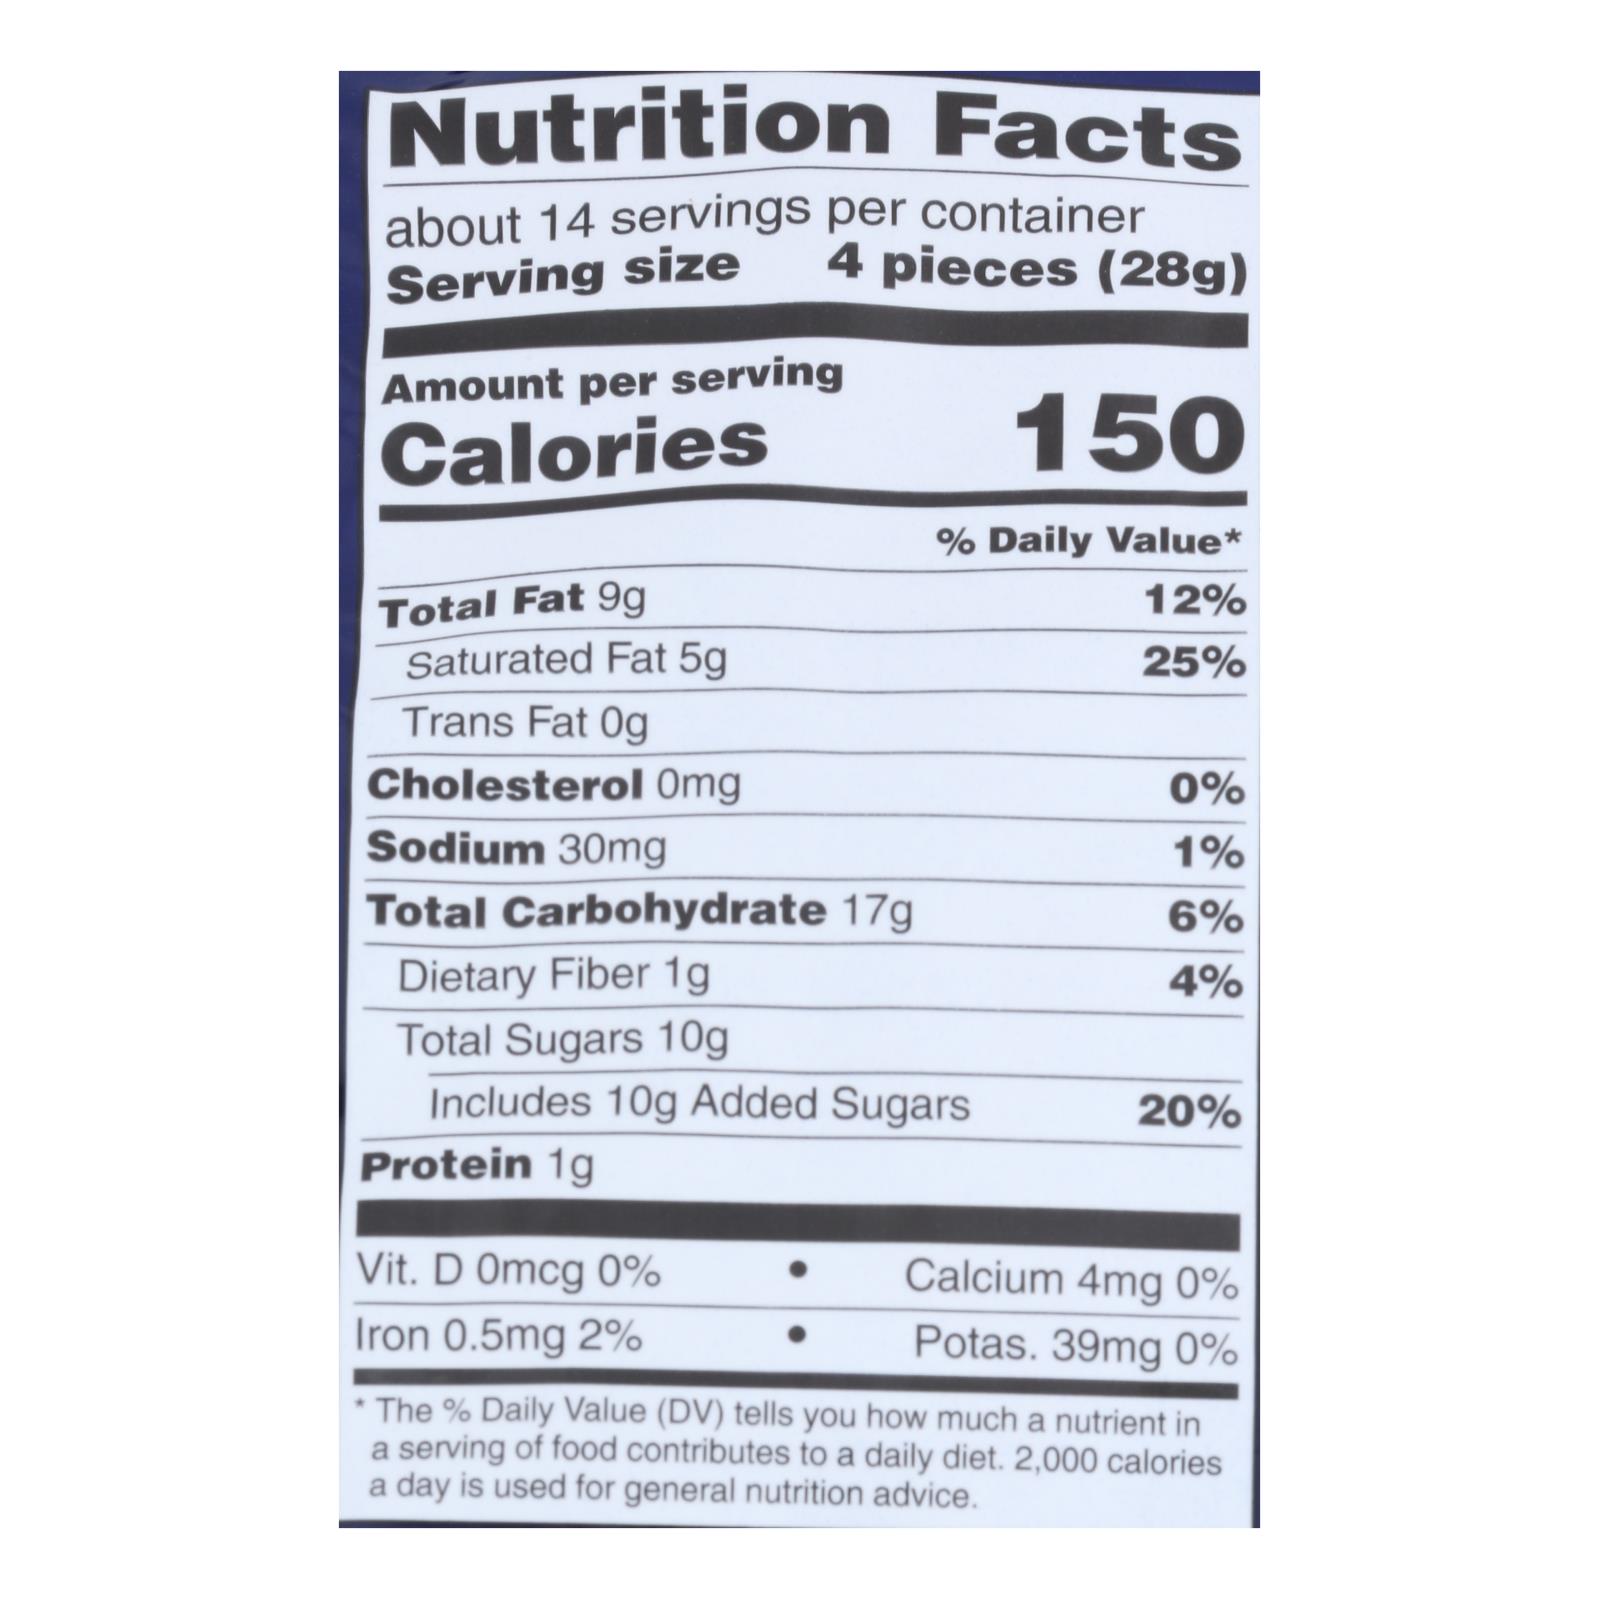 Nutrition Facts
about 14 servings per container
Serving size 4 pieces (28g)
Amount per serving
Calories 150
% Daily Value*
Total Fat 9g 12%
Saturated Fat 5g 25%
Trans Fat 0g
Cholesterol 0mg 0%
Sodium 30mg 1%
Total Carbohydrate 17g 6%
Dietary Fiber 1g 4%
Total Sugars 10g
Includes 10g Added Sugars 20%
Protein 1g
Vit. D 0mcg 0% • Calcium 4mg 0%
Iron 0.5mg 2% • Potas. 39mg 0%
* The % Daily Value (DV) tells you how much a nutrient in
a serving of food contributes to a daily diet. 2,000 calories
a day is used for general nutrition advice.